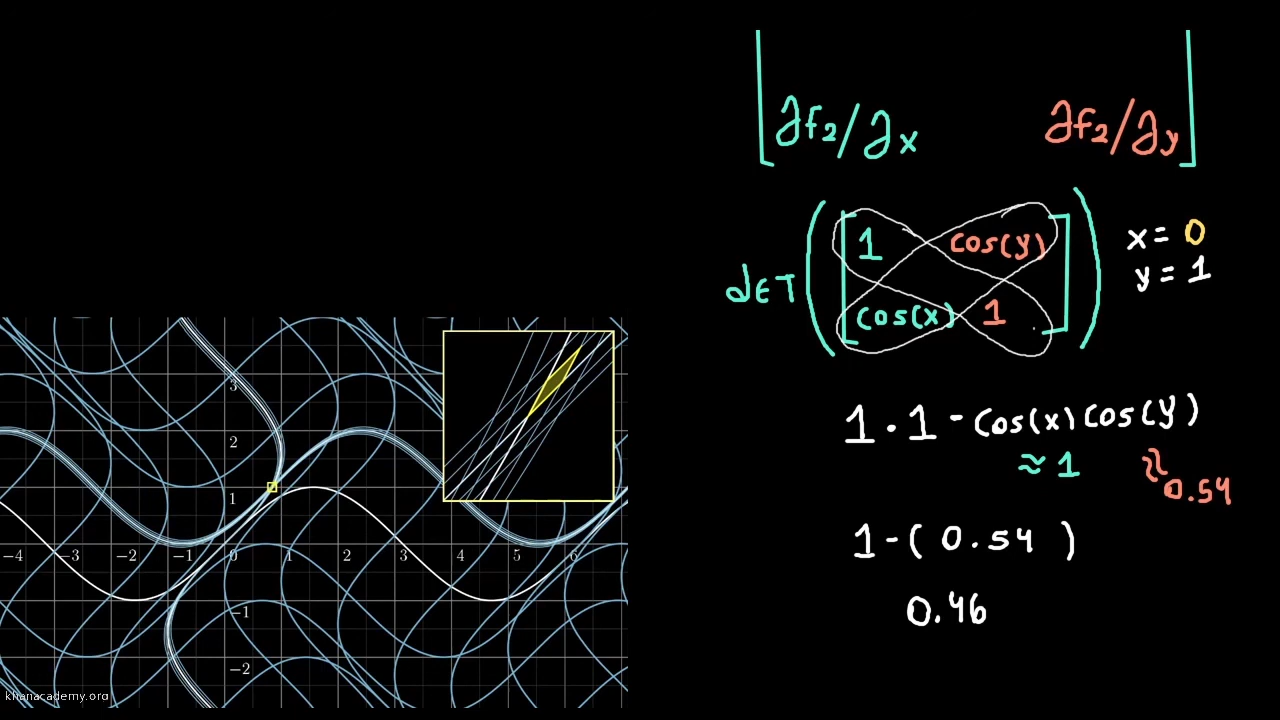 ∂f₂/∂x ∂f₂/∂y
1 cos(y)
det
cos(x) 1
x = 0
y = 1
1 · 1 - cos(x) cos(y)
≈ 1 ≈ 0.54
1 - ( 0.54 )
0.46
3
2
1
-4 -3 -2 -1 0 1 2 3 4 5 6
-1
-2
khanacademy.org